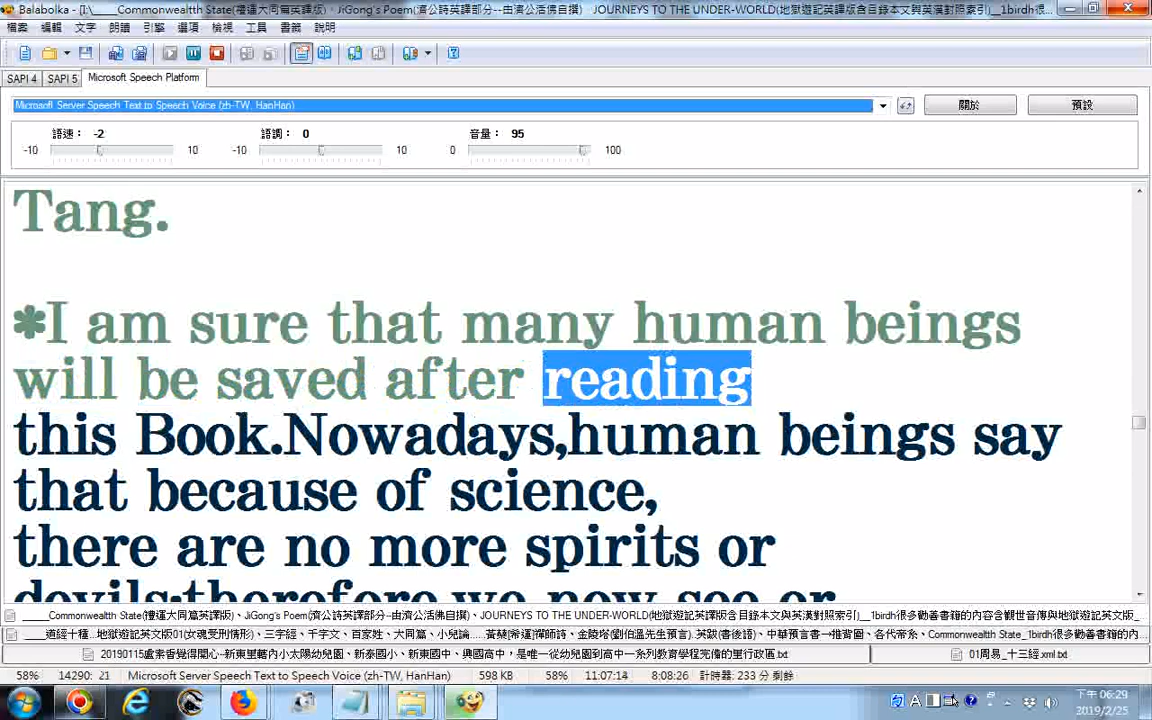 Balabolka - [I:\_____Commonwealth State(禮運大同篇英譯版)、JiGong's Poem(濟公詩英譯部分--由濟公活佛自撰)、JOURNEYS TO THE UNDER-WORLD(地獄遊記英譯版含目錄本文與英漢對照索引)__1birdh很...
檔案 編輯 文字 朗讀 引擎 選項 檢視 工具 書籤 說明
SAPI 4 SAPI 5 Microsoft Speech Platform
Microsoft Server Speech Text to Speech Voice (zh-TW, HanHan)
關於 預設
語速： -2 語調： 0 音量： 95
-10 10 -10 10 0 100
Tang.
*I am sure that many human beings
will be saved after reading
this Book.Nowadays,human beings say
that because of science,
there are no more spirits or
devils;therefore,we now see or
_____Commonwealth State(禮運大同篇英譯版)、JiGong's Poem(濟公詩英譯部分--由濟公活佛自撰)、JOURNEYS TO THE UNDER-WORLD(地獄遊記英譯版含目錄本文與英漢對照索引)__1birdh很多勸善書籍的內容含觀世音傳與地獄遊記英文版_
____道經十種...地獄遊記英文版01(女魂受刑情形)、三字經、千字文、百家姓、大同篇、小兒論......黃蘗[希運]禪師詩、金陵塔(劉伯溫先生預言).英跋(書後語)、中華預言書一推背圖、各代帝系、Commonwealth State_1birdh很多勸善書籍的內...
20190115盧素香覺得開心--新東里轄內小太陽幼兒園、新泰國小、新東國中、興國高中，是唯一從幼兒園到高中一系列教育學程完備的里行政區.txt 01周易_十三經.xml.txt
58% 14290: 21 Microsoft Server Speech Text to Speech Voice (zh-TW, HanHan) 598 KB 58% 11:07:14 8:08:26 計時器: 233 分 剩餘
下午 06:29
2019/2/25